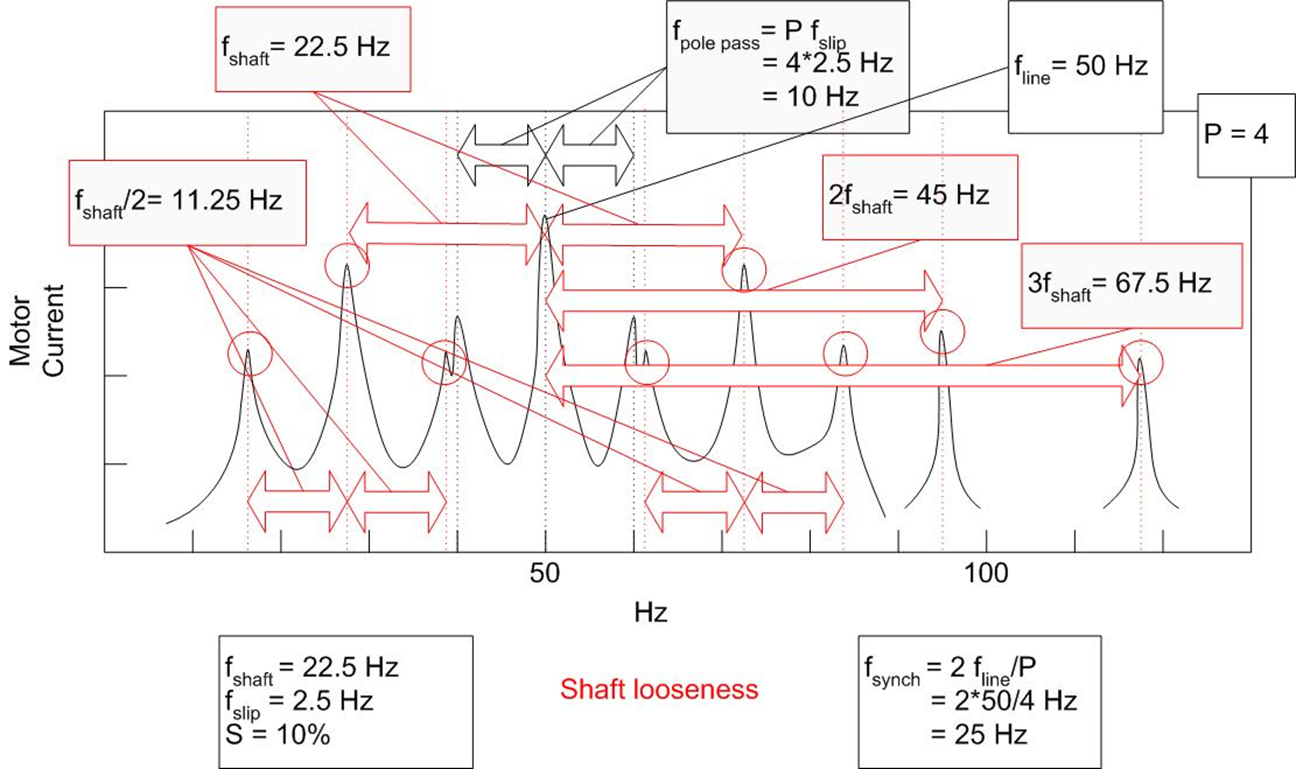 fshaft= 22.5 Hz
fpole pass= P fslip
= 4*2.5 Hz
= 10 Hz
fline= 50 Hz
P = 4
fshaft/2= 11.25 Hz
2fshaft= 45 Hz
3fshaft= 67.5 Hz
Motor
Current
50
100
Hz
fshaft = 22.5 Hz
fslip = 2.5 Hz
S = 10%
Shaft looseness
fsynch = 2 fline/P
= 2*50/4 Hz
= 25 Hz